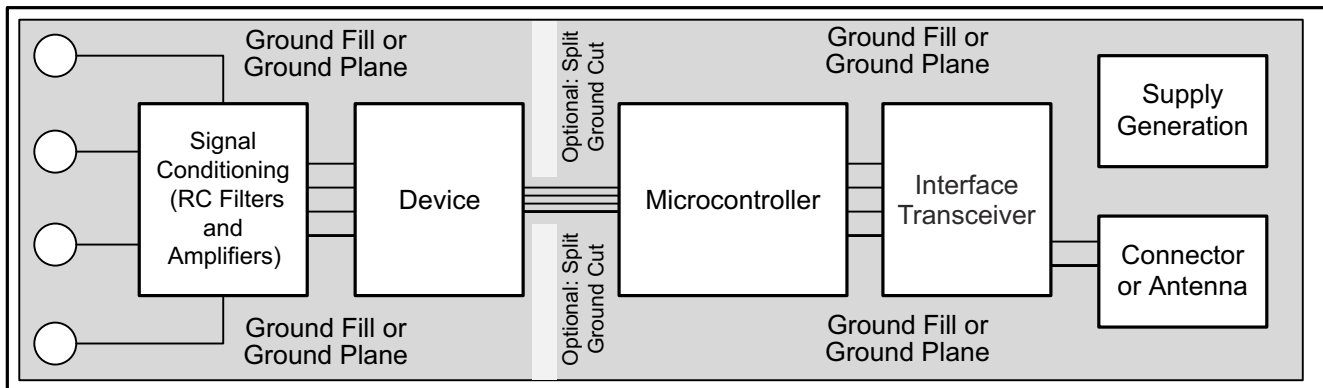 Ground Fill or
Ground Plane
Optional: Split
Ground Cut
Ground Fill or
Ground Plane
Supply
Generation
Signal
Conditioning
(RC Filters
and
Amplifiers)
Device
Microcontroller
Interface
Transceiver
Connector
or Antenna
Ground Fill or
Ground Plane
Optional: Split
Ground Cut
Ground Fill or
Ground Plane